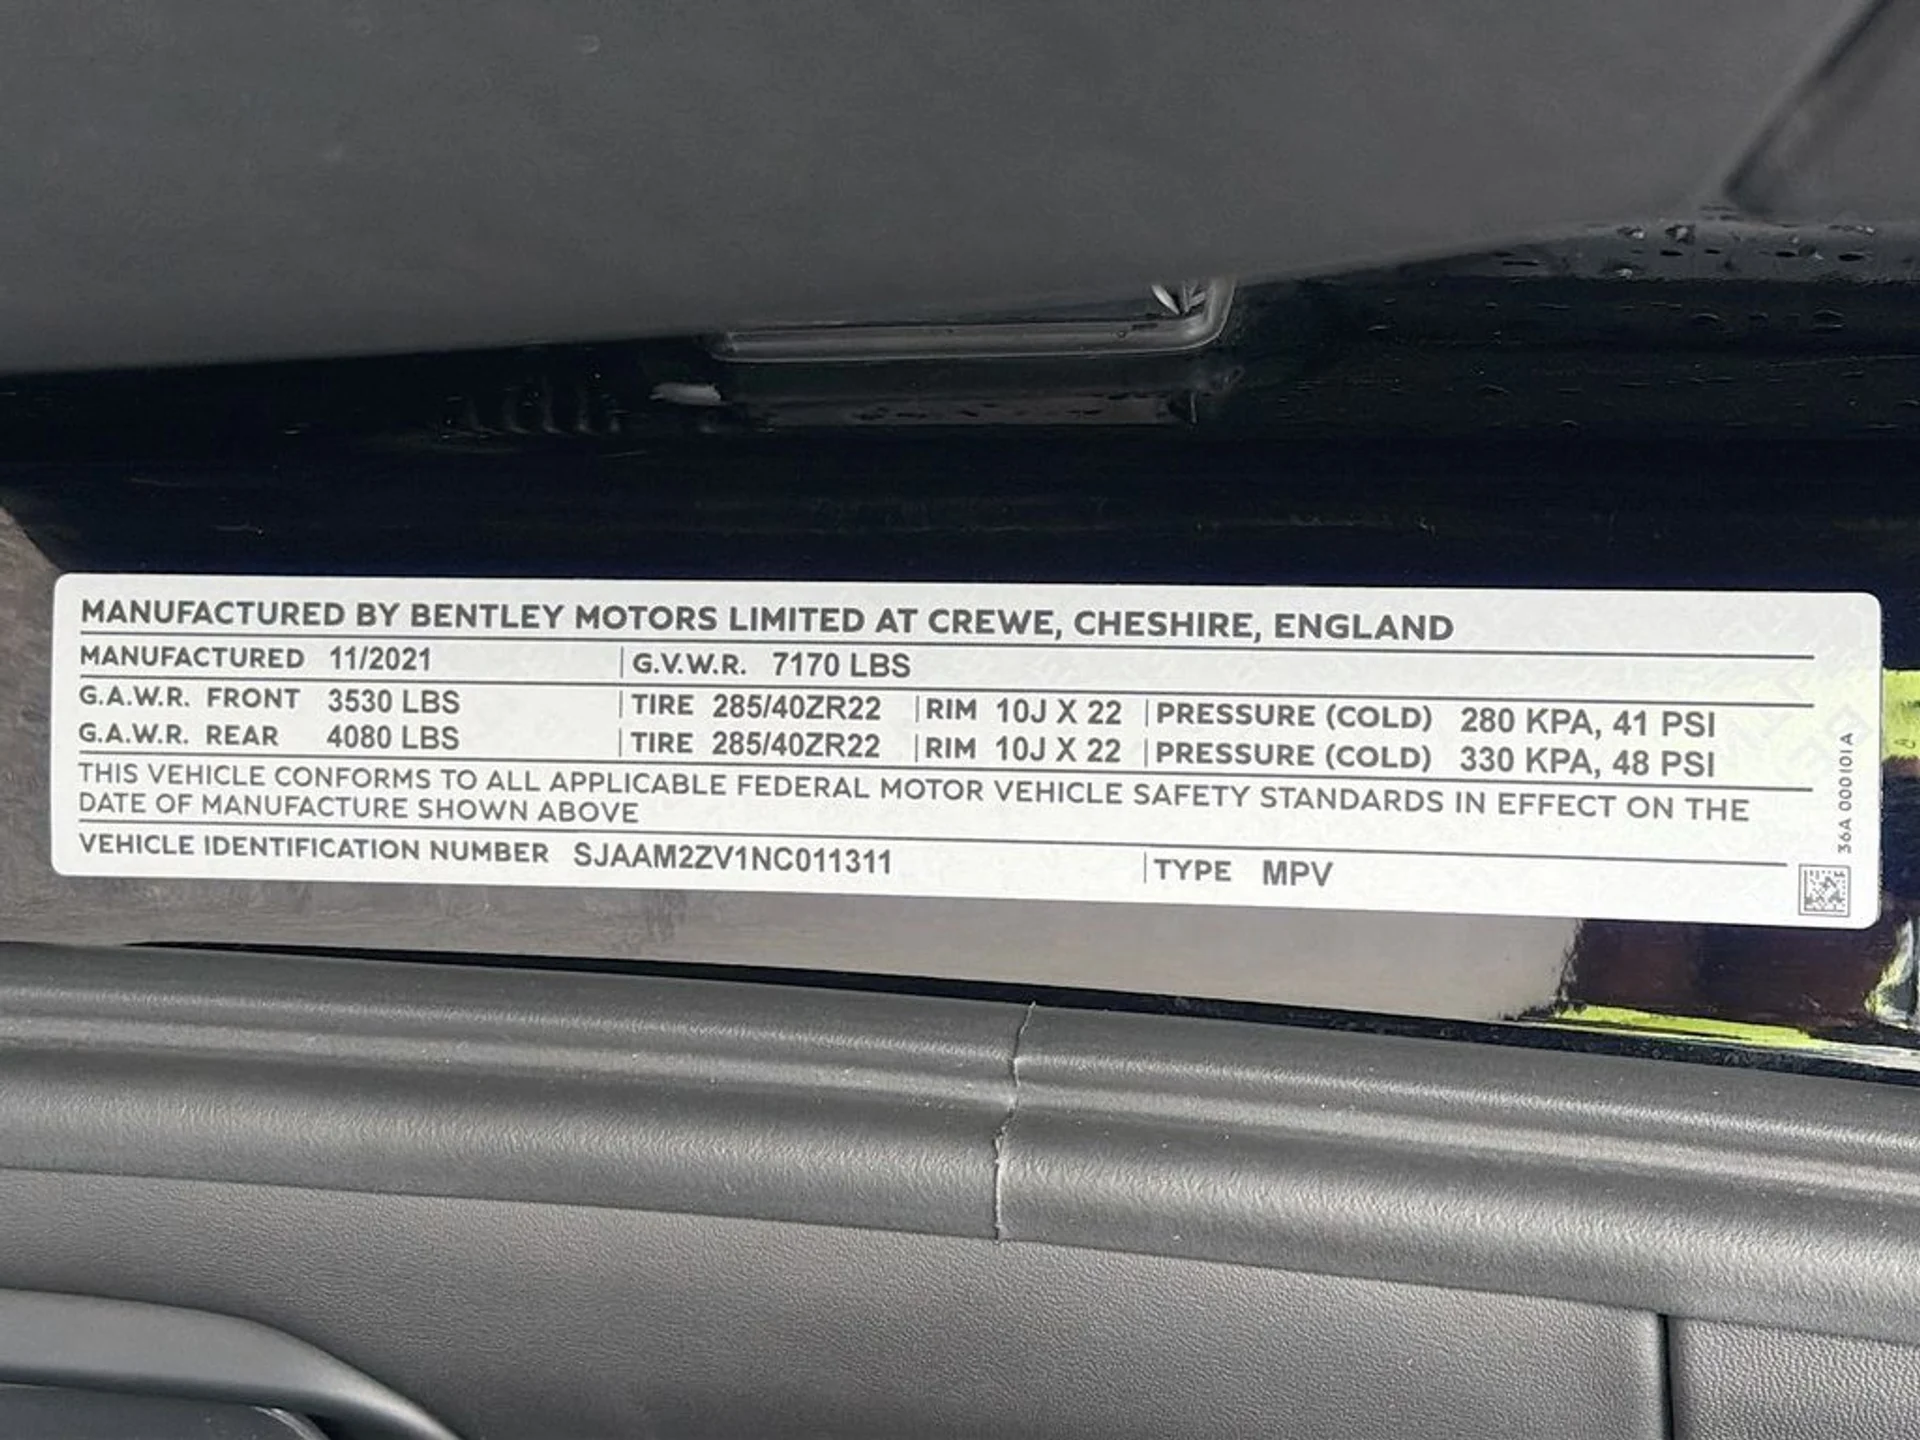 MANUFACTURED BY BENTLEY MOTORS LIMITED AT CREWE, CHESHIRE, ENGLAND
MANUFACTURED 11/2021 G.V.W.R. 7170 LBS
G.A.W.R. FRONT 3530 LBS TIRE 285/40ZR22 RIM 10J X 22 PRESSURE (COLD) 280 KPA, 41 PSI
G.A.W.R. REAR 4080 LBS TIRE 285/40ZR22 RIM 10J X 22 PRESSURE (COLD) 330 KPA, 48 PSI
THIS VEHICLE CONFORMS TO ALL APPLICABLE FEDERAL MOTOR VEHICLE SAFETY STANDARDS IN EFFECT ON THE
DATE OF MANUFACTURE SHOWN ABOVE
VEHICLE IDENTIFICATION NUMBER SJAAM2ZV1NC011311 TYPE MPV
36A 000101 A